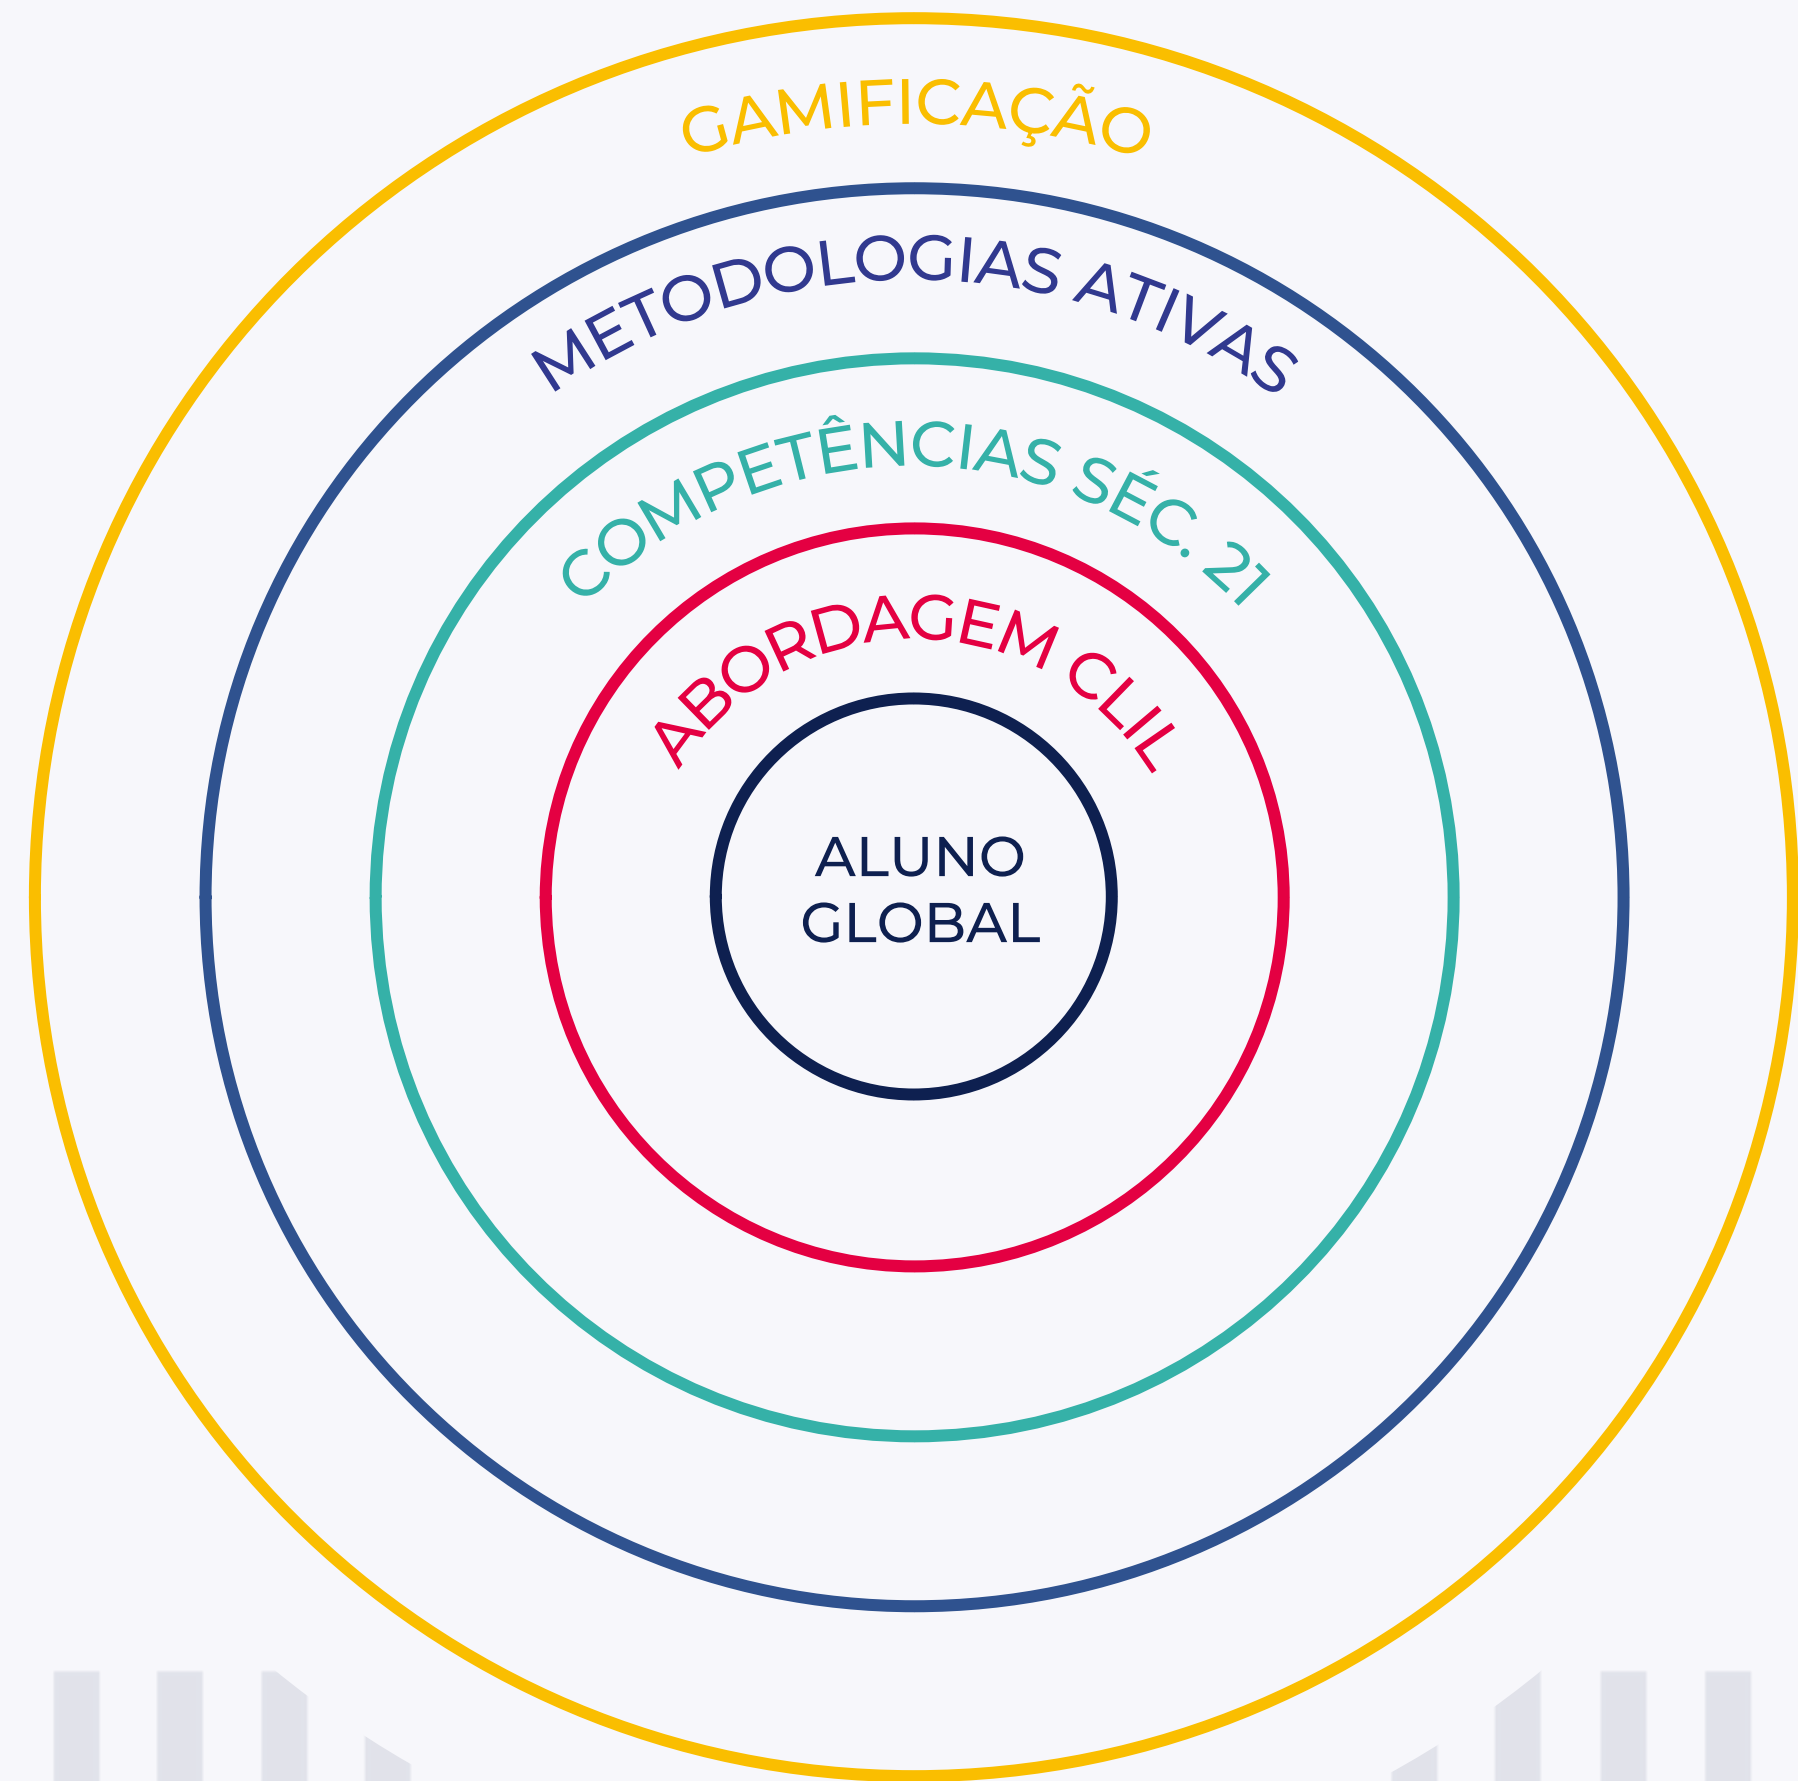 GAMIFICAÇÃO
METODOLOGIAS ATIVAS
COMPETÊNCIAS SÉC. 21
ABORDAGEM CLIL
ALUNO
GLOBAL